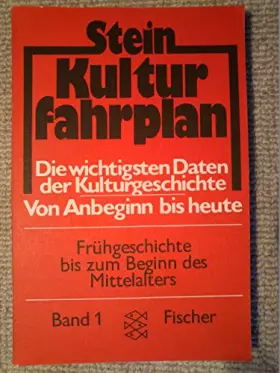 Stein
Kultur
fahrplan
Die wichtigsten Daten
der Kulturgeschichte
Von Anbeginn bis heute
Frühgeschichte
bis zum Beginn des
Mittelalters
Band 1 Fischer